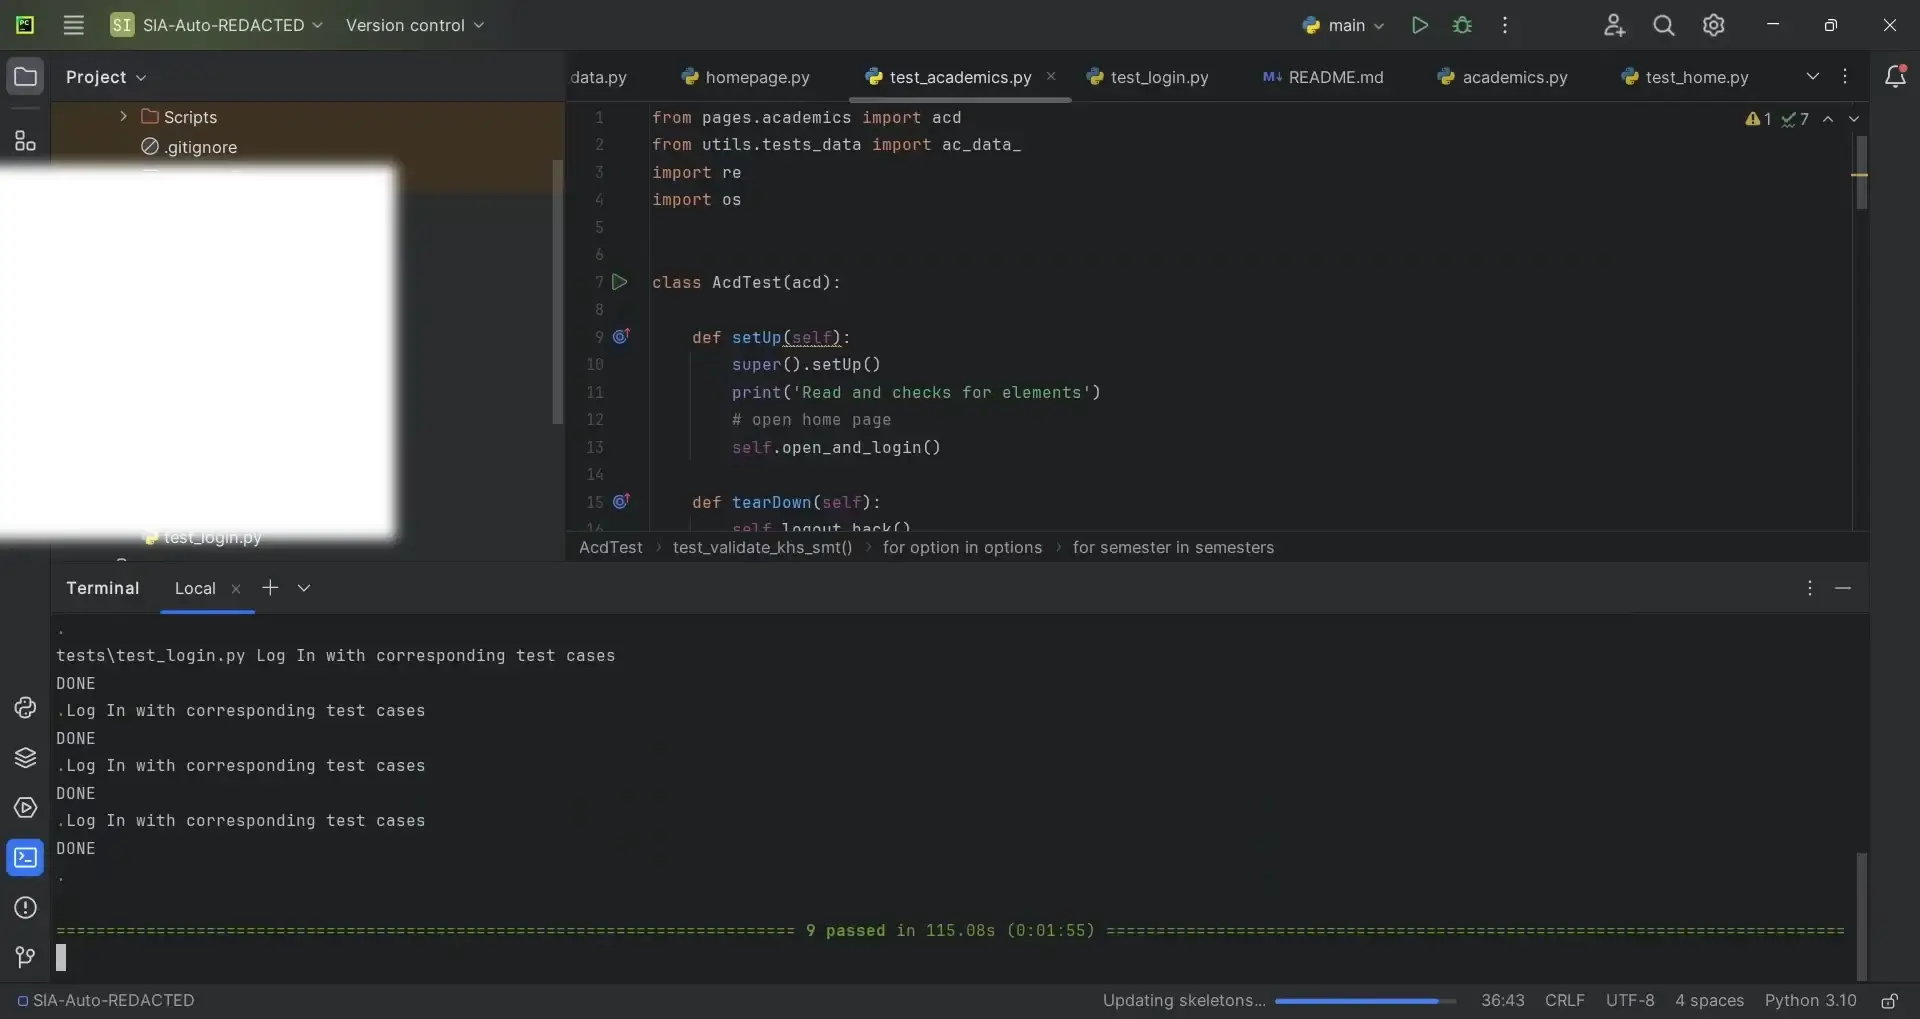 PC SI SIA-Auto-REDACTED Version control main
Project
data.py homepage.py test_academics.py test_login.py M↓ README.md academics.py test_home.py
Scripts
.gitignore
test_login.py
1 from pages.academics import acd
2 from utils.tests_data import ac_data_
3 import re
4 import os
5
6
7 class AcdTest(acd):
8
9 def setUp(self):
10 super().setUp()
11 print('Read and checks for elements')
12 # open home page
13 self.open_and_login()
14
15 def tearDown(self):
16 self.logout_back()
1 7
AcdTest > test_validate_khs_smt() > for option in options > for semester in semesters
Terminal Local
.
tests\test_login.py Log In with corresponding test cases
DONE
.Log In with corresponding test cases
DONE
.Log In with corresponding test cases
DONE
.Log In with corresponding test cases
DONE
.
========================================================================== 9 passed in 115.08s (0:01:55) ==========================================================================
SIA-Auto-REDACTED Updating skeletons... 36:43 CRLF UTF-8 4 spaces Python 3.10